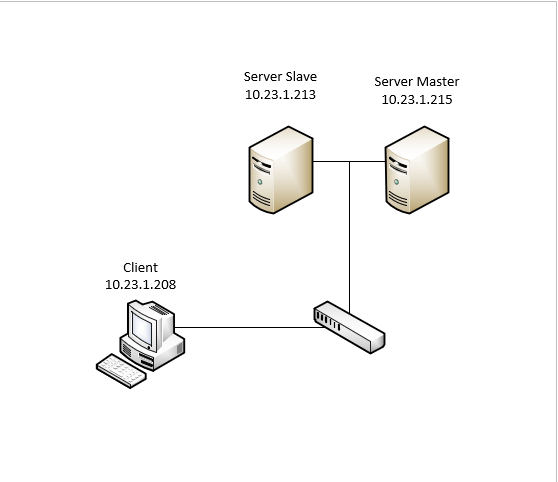 Server Slave
10.23.1.213
Server Master
10.23.1.215
Client
10.23.1.208